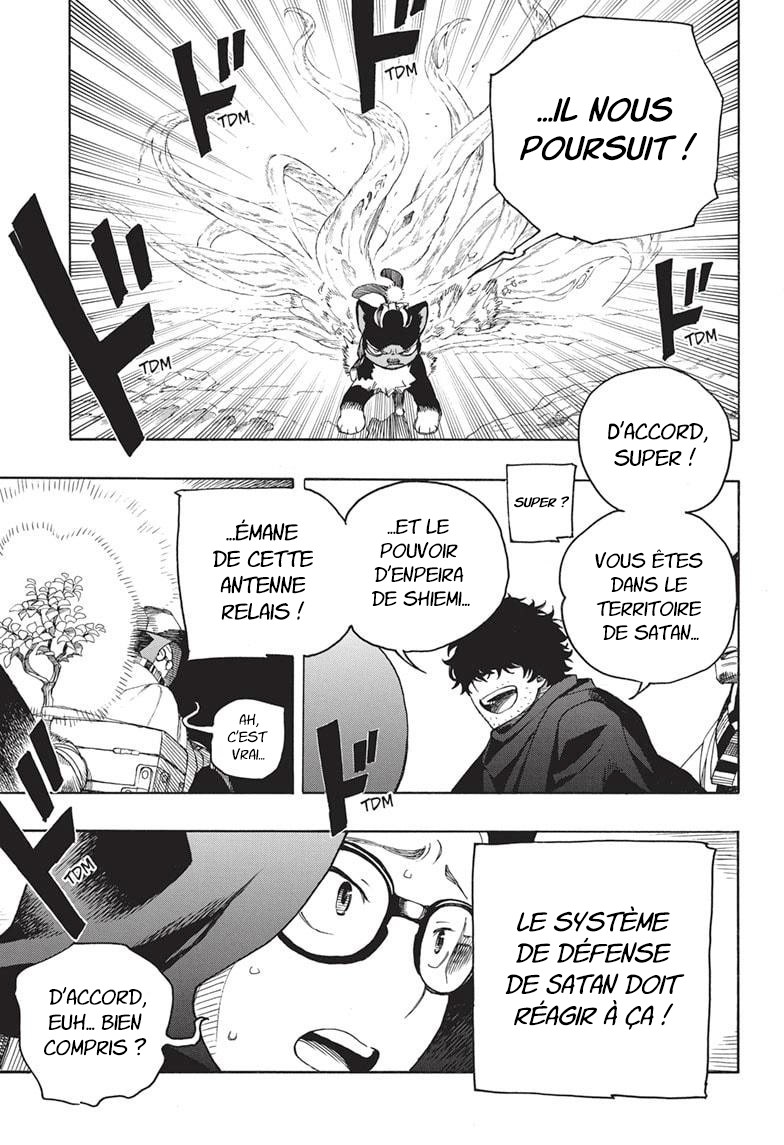 ド
TDM
ド
TDM
...IL NOUS
POURSUIT !
ド
TDM
ド
TDM
D'ACCORD,
SUPER !
SUPER ?
VOUS ÊTES
DANS LE
TERRITOIRE
DE SATAN...
...ET LE
POUVOIR
D'ENPEIRA
DE SHIEMI...
...ÉMANE
DE CETTE
ANTENNE
RELAIS !
AH,
C'EST
VRAI...
ド
TDM
ド
TDM
LE SYSTÈME
DE DÉFENSE
DE SATAN DOIT
RÉAGIR À ÇA !
D'ACCORD,
EUH... BIEN
COMPRIS ?